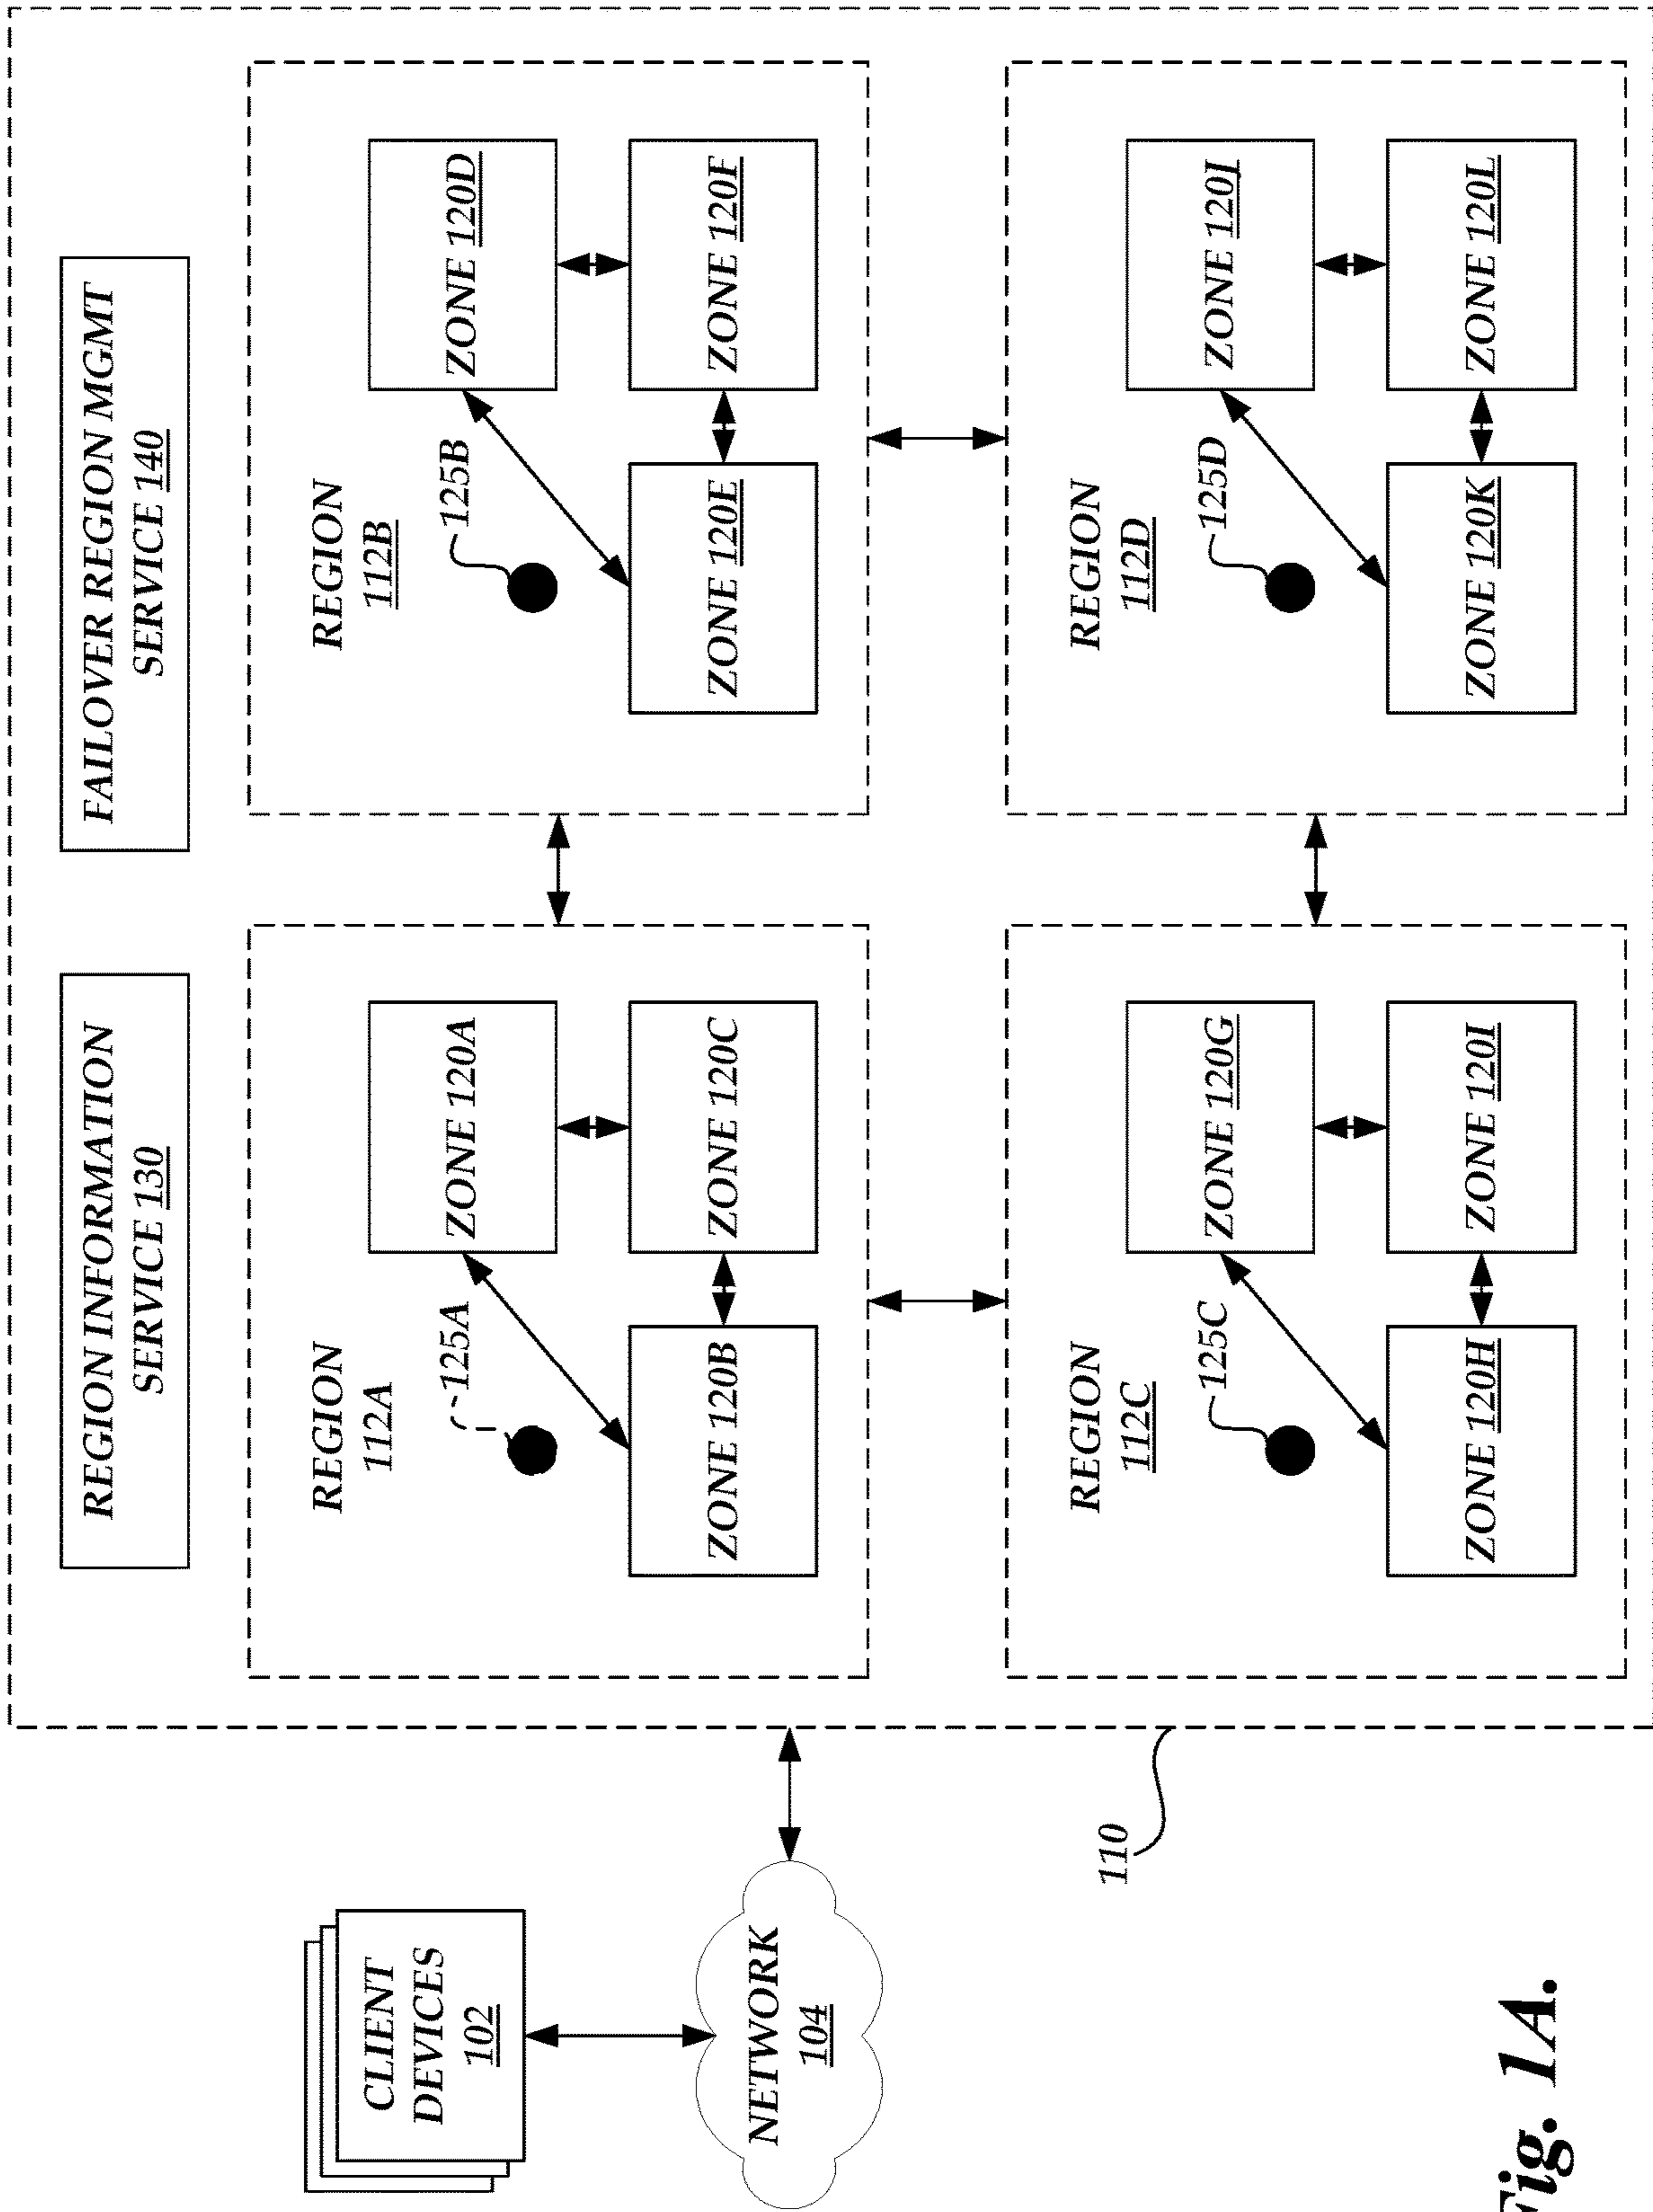 CLIENT
DEVICES
102
NETWORK
104
110
REGION INFORMATION
SERVICE 130
FAILOVER REGION MGMT
SERVICE 140
REGION
112A
125A
ZONE 120A
ZONE 120B
ZONE 120C
REGION
112B
125B
ZONE 120D
ZONE 120E
ZONE 120F
REGION
112C
125C
ZONE 120G
ZONE 120H
ZONE 120I
REGION
112D
125D
ZONE 120J
ZONE 120K
ZONE 120L
Fig. 1A.